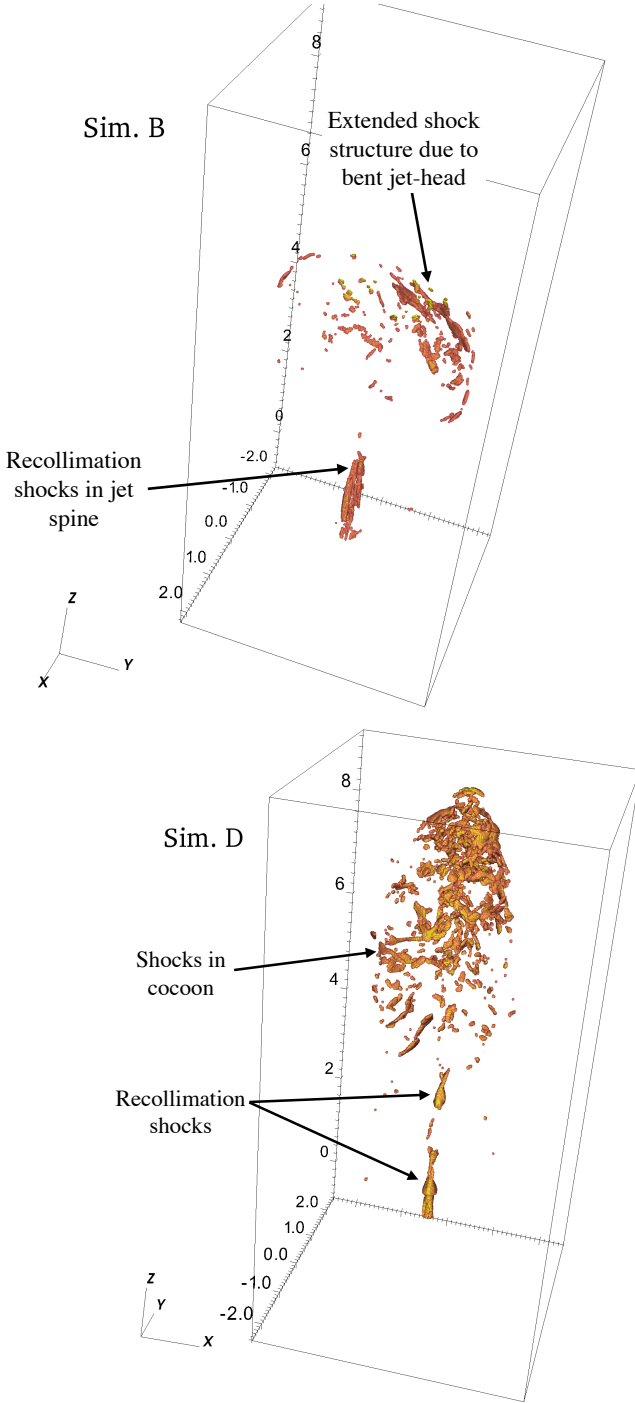 8
Sim. B
Extended shock
structure due to
bent jet-head
6
4
2
0
Recollimation
shocks in jet
spine
-2.0
-1.0
0.0
1.0
2.0
Z
Y
X
8
Sim. D
6
Shocks in
cocoon
4
2
Recollimation
shocks
0
2.0
1.0
0.0
-1.0
-2.0
Z
Y
X